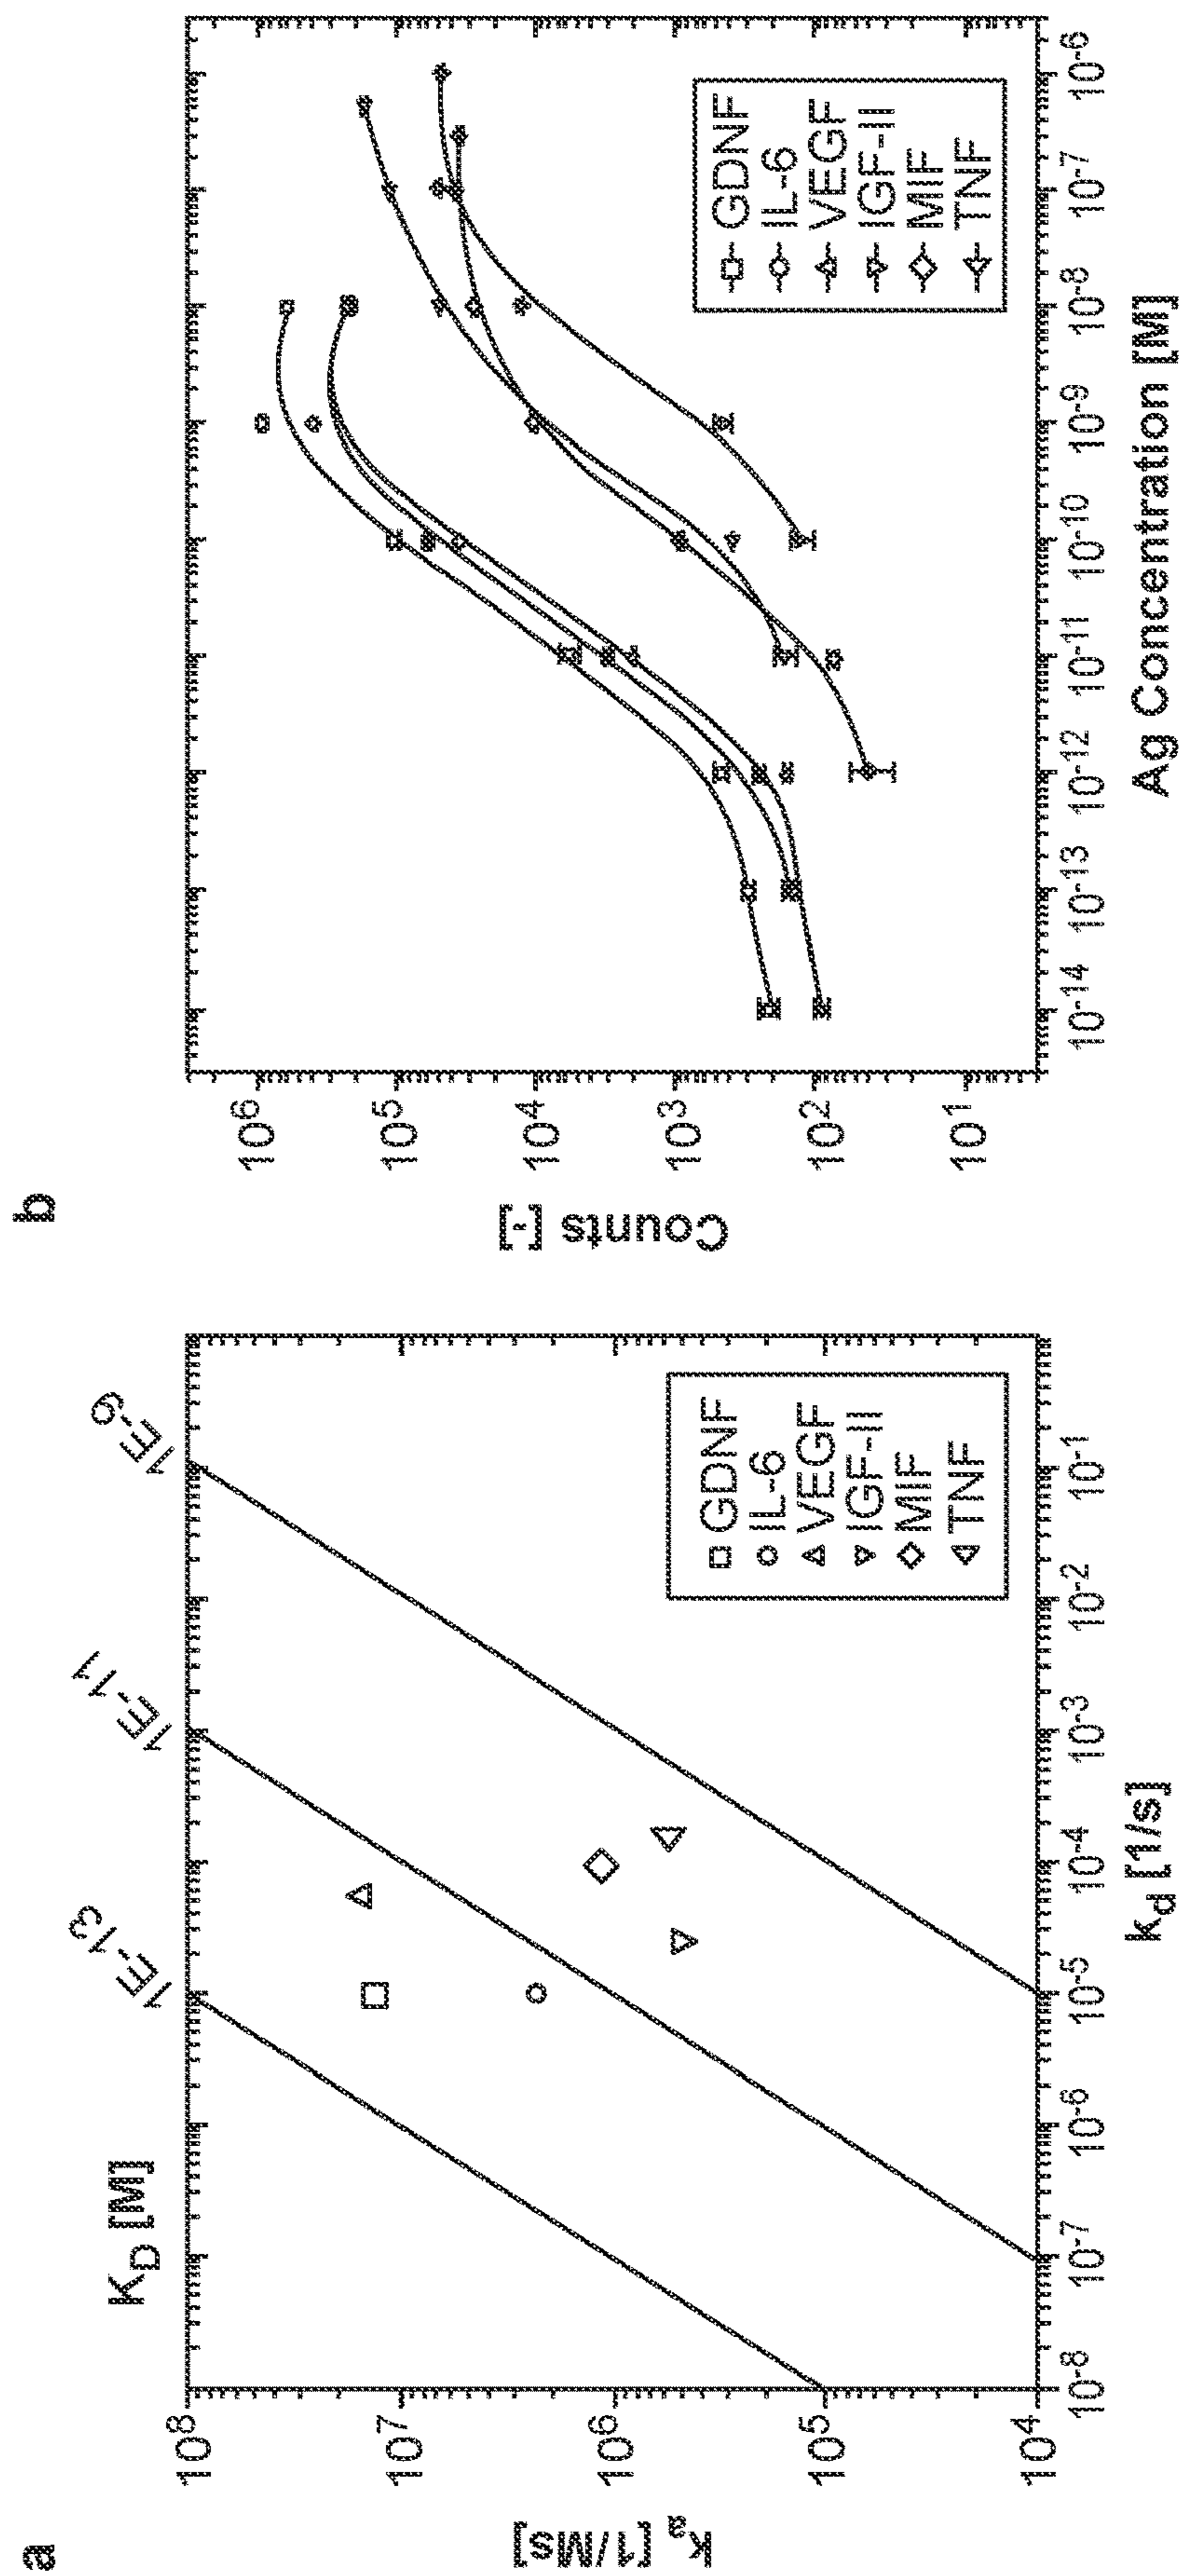 a
K_D [M]
1E-13
1E-11
1E-9
k_a [1/Ms]
10^8
10^7
10^6
10^5
10^4
GDNF
IL-6
VEGF
IGF-II
MIF
TNF
10^-8
10^-7
10^-6
10^-5
10^-4
10^-3
10^-2
10^-1
k_d [1/s]
b
Counts [-]
10^6
10^5
10^4
10^3
10^2
10^1
GDNF
IL-6
VEGF
IGF-II
MIF
TNF
10^-14
10^-13
10^-12
10^-11
10^-10
10^-9
10^-8
10^-7
10^-6
Ag Concentration [M]